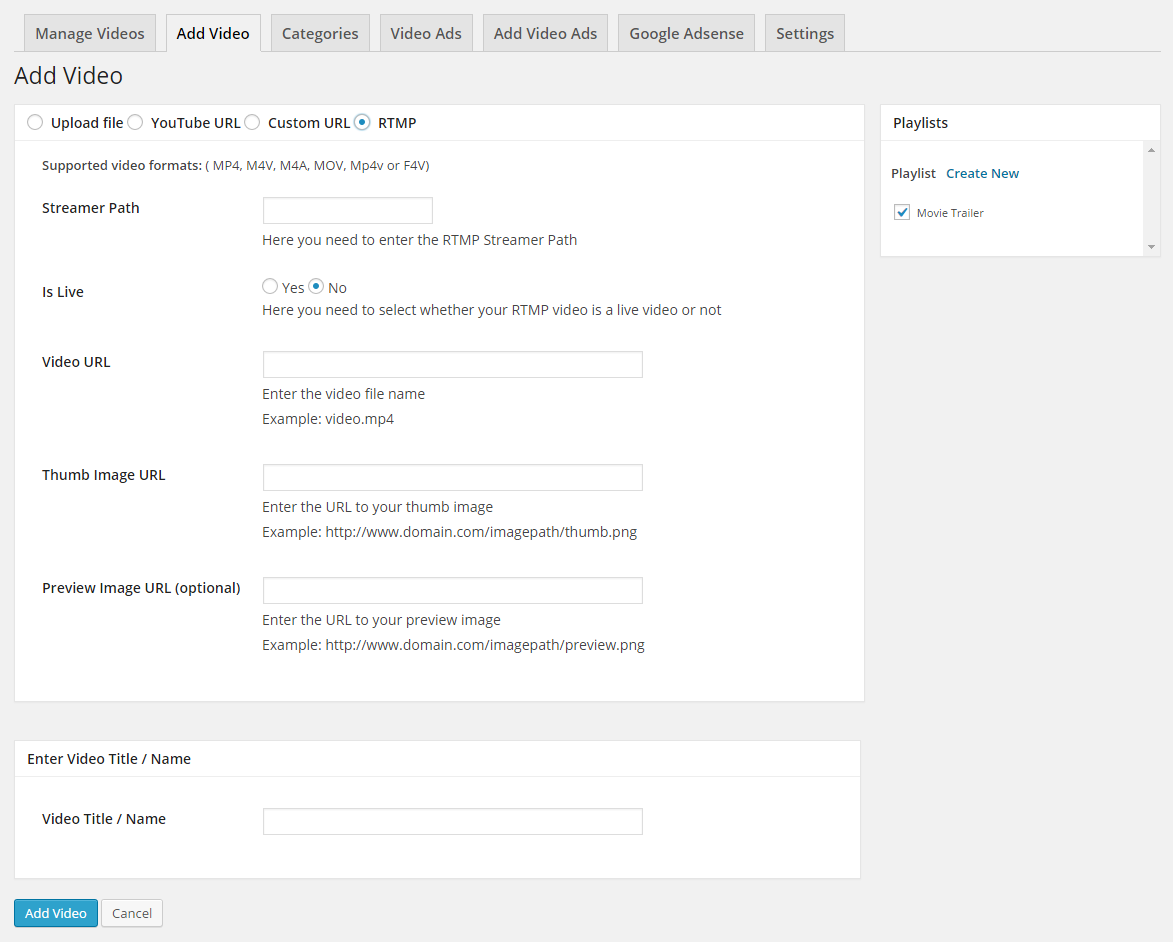 Manage Videos Add Video Categories Video Ads Add Video Ads Google Adsense Settings
Add Video
Upload file YouTube URL Custom URL RTMP
Supported video formats: ( MP4, M4V, M4A, MOV, Mp4v or F4V)
Streamer Path
Here you need to enter the RTMP Streamer Path
Is Live
Yes No
Here you need to select whether your RTMP video is a live video or not
Video URL
Enter the video file name
Example: video.mp4
Thumb Image URL
Enter the URL to your thumb image
Example: http://www.domain.com/imagepath/thumb.png
Preview Image URL (optional)
Enter the URL to your preview image
Example: http://www.domain.com/imagepath/preview.png
Playlists
Playlist Create New
Movie Trailer
Enter Video Title / Name
Video Title / Name
Add Video Cancel